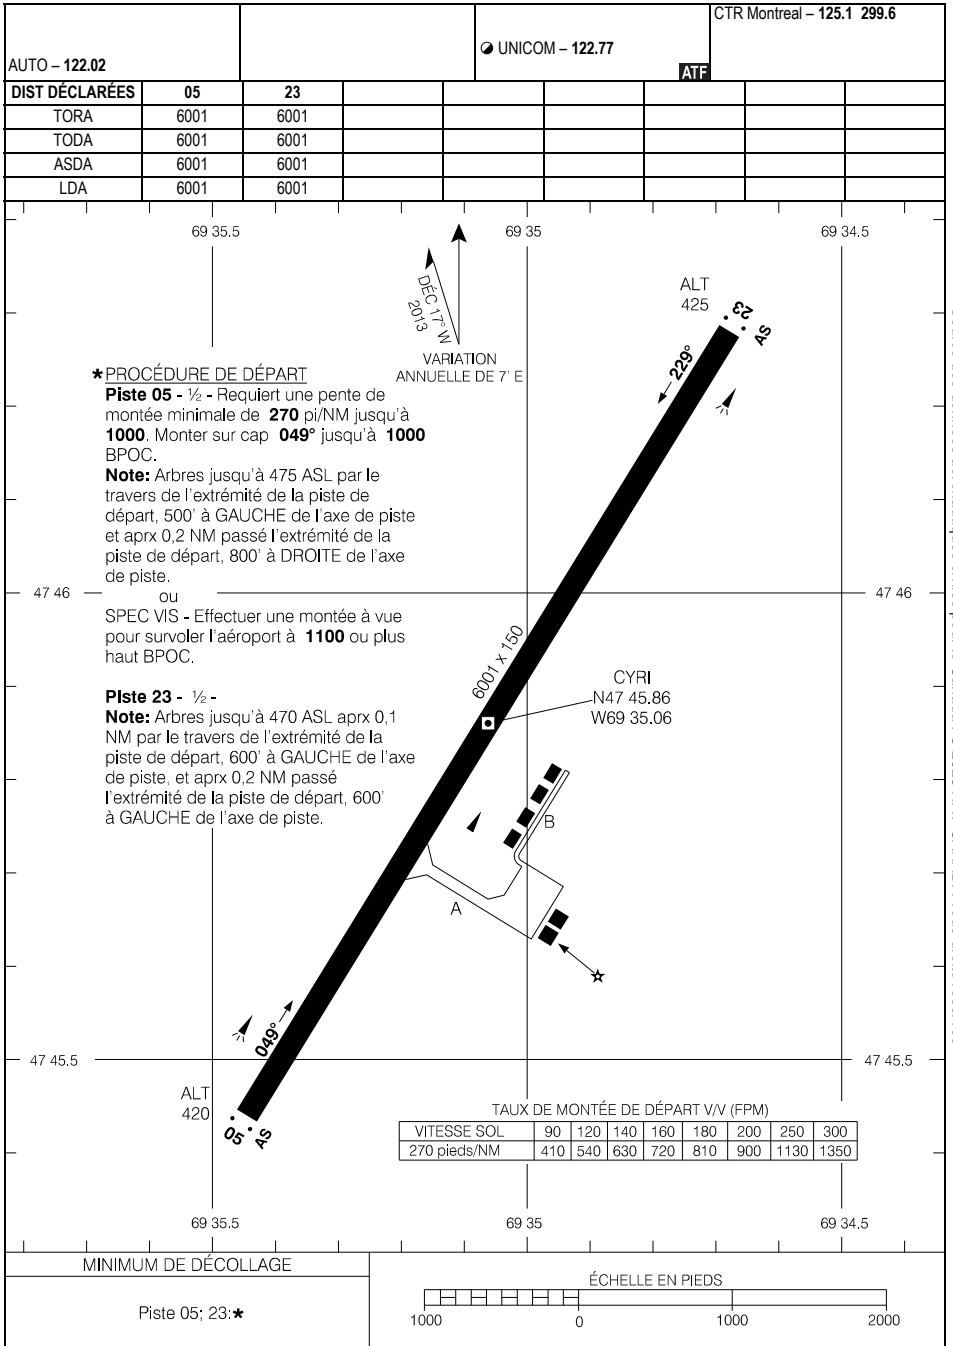 CTR Montreal – 125.1 299.6
UNICOM – 122.77
AUTO – 122.02
ATF
DIST DÉCLARÉES 05 23
TORA 6001 6001
TODA 6001 6001
ASDA 6001 6001
LDA 6001 6001
69 35.5 69 35 69 34.5
DÉC 17° W
2013
VARIATION
ANNUELLE DE 7' E
ALT
425
23
AS
229°
*PROCÉDURE DE DÉPART
Piste 05 - ½ - Requiert une pente de
montée minimale de 270 pi/NM jusqu'à
1000. Monter sur cap 049° jusqu'à 1000
BPOC.
Note: Arbres jusqu'à 475 ASL par le
travers de l'extrémité de la piste de
départ, 500' à GAUCHE de l'axe de piste
et aprx 0,2 NM passé l'extrémité de la
piste de départ, 800' à DROITE de l'axe
de piste.
47 46 47 46
ou
SPEC VIS - Effectuer une montée à vue
pour survoler l'aéroport à 1100 ou plus
haut BPOC.
6001 x 150
CYRI
N47 45.86
W69 35.06
Piste 23 - ½ -
Note: Arbres jusqu'à 470 ASL aprx 0,1
NM par le travers de l'extrémité de la
piste de départ, 600' à GAUCHE de l'axe
de piste, et aprx 0,2 NM passé
l'extrémité de la piste de départ, 600'
à GAUCHE de l'axe de piste.
B
A
049°
47 45.5 47 45.5
ALT
420
05
AS
TAUX DE MONTÉE DE DÉPART V/V (FPM)
VITESSE SOL 90 120 140 160 180 200 250 300
270 pieds/NM 410 540 630 720 810 900 1130 1350
69 35.5 69 35 69 34.5
MINIMUM DE DÉCOLLAGE
Piste 05; 23:*
ÉCHELLE EN PIEDS
1000 0 1000 2000